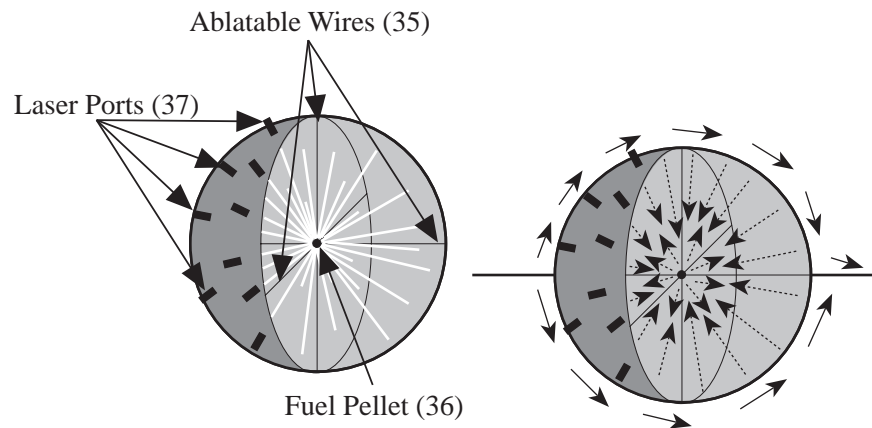 Ablatable Wires (35)
Laser Ports (37)
Fuel Pellet (36)